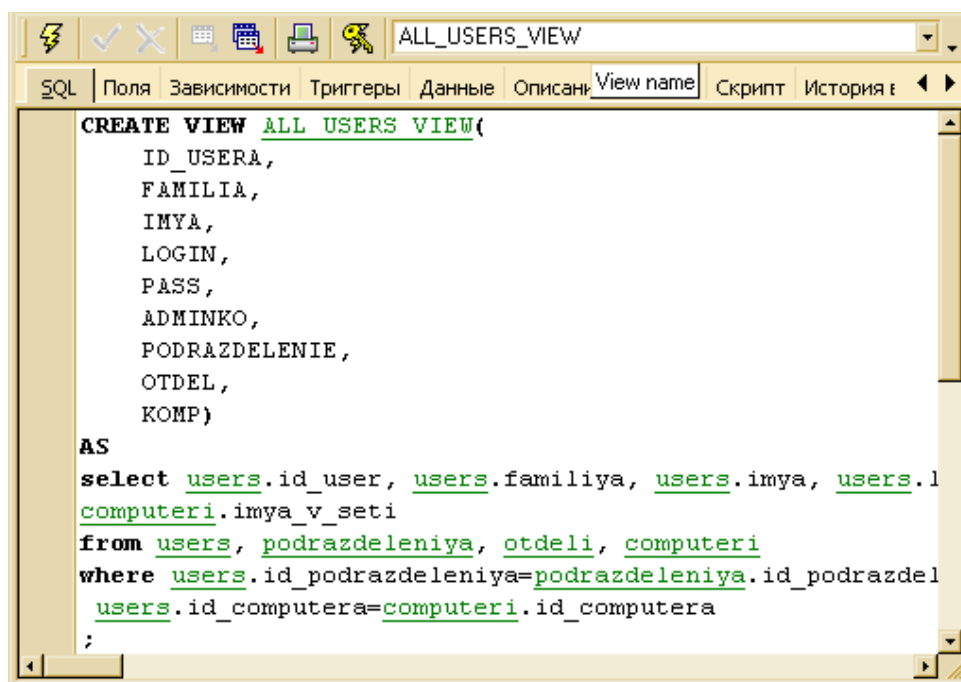 ALL_USERS_VIEW
SQL Поля Зависимости Триггеры Данные Описани View name Скрипт История в
CREATE VIEW ALL_USERS_VIEW(
ID_USERA,
FAMILIA,
IMYA,
LOGIN,
PASS,
ADMINKO,
PODRAZDELENIE,
OTDEL,
KOMP)
AS
select users.id_user, users.familiya, users.imya, users.l
computeri.imya_v_seti
from users, podrazdeleniya, otdeli, computeri
where users.id_podrazdeleniya=podrazdeleniya.id_podrazdel
users.id_computera=computeri.id_computera
;